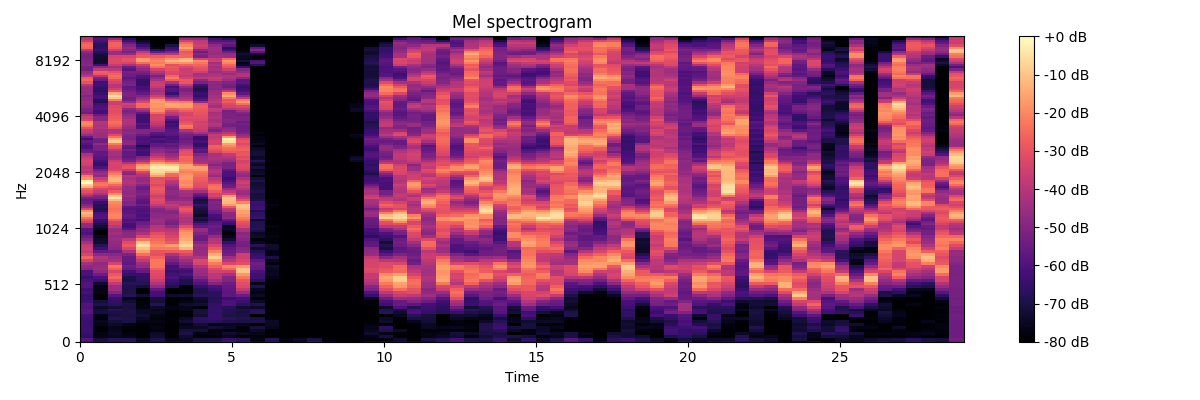 Mel spectrogram
8192
4096
2048
1024
512
0
Hz
0 5 10 15 20 25
Time
+0 dB
-10 dB
-20 dB
-30 dB
-40 dB
-50 dB
-60 dB
-70 dB
-80 dB